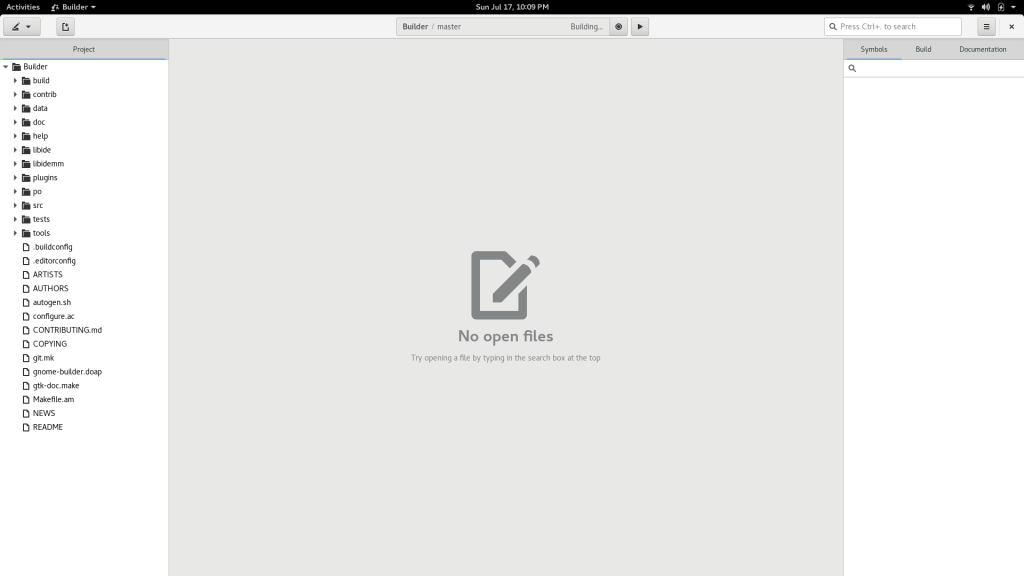 Activities Builder Sun Jul 17, 10:09 PM
Builder / master Building... Press Ctrl+. to search
Project
Symbols Build Documentation
Builder
build
contrib
data
doc
help
libide
libidemm
plugins
po
src
tests
tools
.buildconfig
.editorconfig
ARTISTS
AUTHORS
autogen.sh
configure.ac
CONTRIBUTING.md
COPYING
git.mk
gnome-builder.doap
gtk-doc.make
Makefile.am
NEWS
README
No open files
Try opening a file by typing in the search box at the top